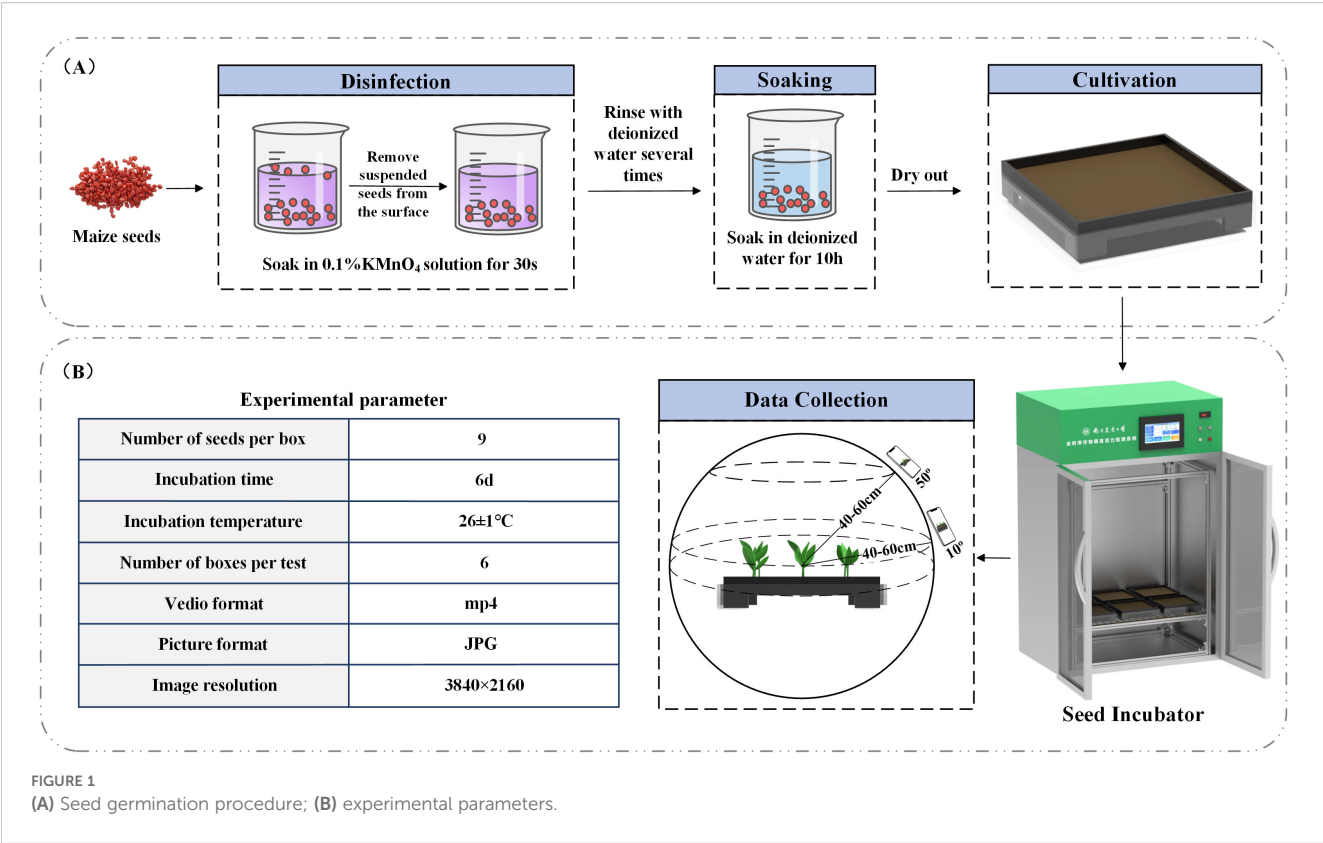 （A）
Disinfection
Soaking
Cultivation
Maize seeds
Remove
suspended
seeds from
the surface
Soak in 0.1%KMnO₄ solution for 30s
Rinse with
deionized
water several
times
Soak in deionized
water for 10h
Dry out
（B）
Experimental parameter
Number of seeds per box 9
Incubation time 6d
Incubation temperature 26±1℃
Number of boxes per test 6
Vedio format mp4
Picture format JPG
Image resolution 3840×2160
Data Collection
50°
40-60cm
10°
40-60cm
Seed Incubator
FIGURE 1
(A) Seed germination procedure; (B) experimental parameters.